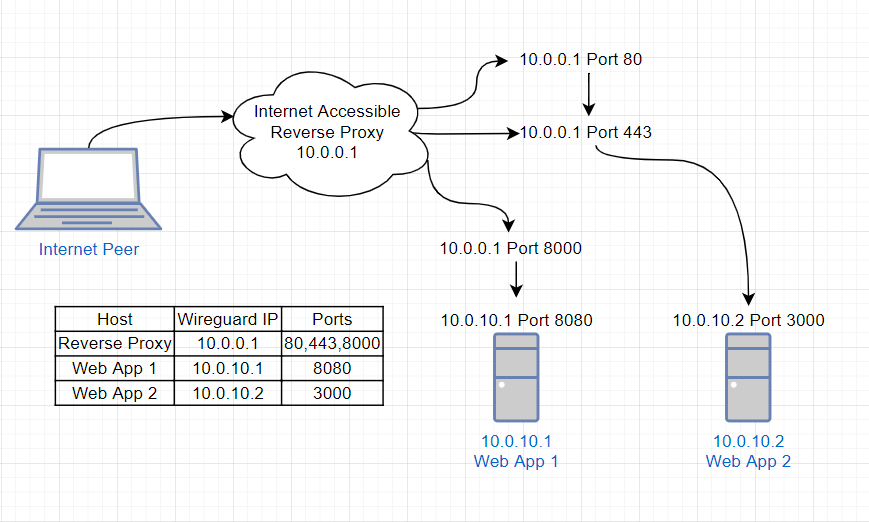 10.0.0.1 Port 80
Internet Accessible
Reverse Proxy
10.0.0.1
10.0.0.1 Port 443
Internet Peer
10.0.0.1 Port 8000
Host Wireguard IP Ports
Reverse Proxy 10.0.0.1 80,443,8000
Web App 1 10.0.10.1 8080
Web App 2 10.0.10.2 3000
10.0.10.1 Port 8080
10.0.10.2 Port 3000
10.0.10.1
Web App 1
10.0.10.2
Web App 2